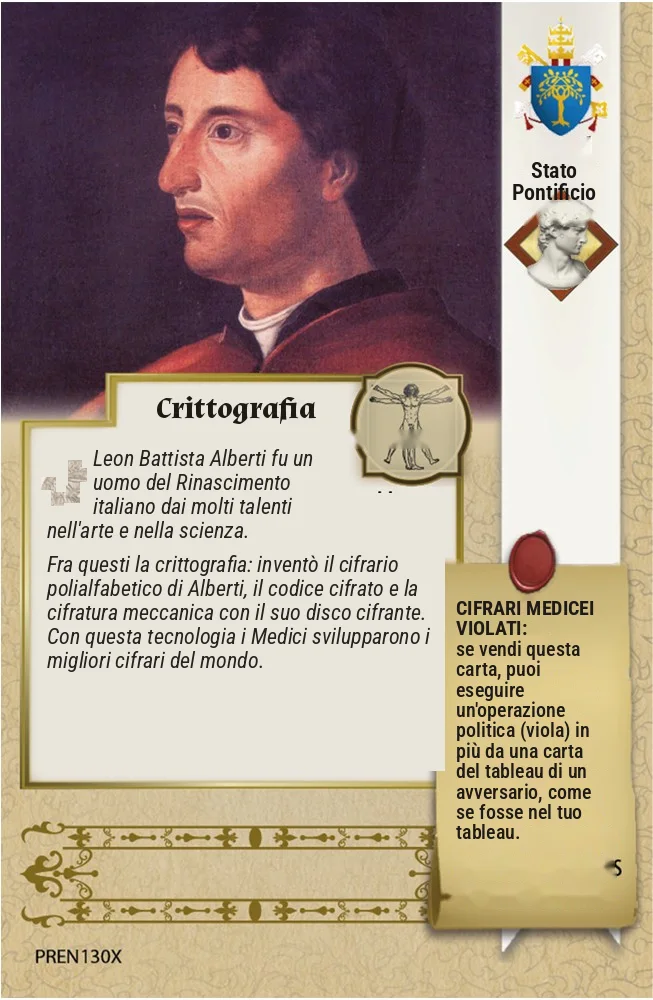 Stato
Pontificio
Crittografia
Leon Battista Alberti fu un
uomo del Rinascimento
italiano dai molti talenti
nell'arte e nella scienza.
Fra questi la crittografia: inventò il cifrario
polialfabetico di Alberti, il codice cifrato e la
cifratura meccanica con il suo disco cifrante.
Con questa tecnologia i Medici svilupparono i
migliori cifrari del mondo.
CIFRARI MEDICEI
VIOLATI:
se vendi questa
carta, puoi
eseguire
un'operazione
politica (viola) in
più da una carta
del tableau di un
avversario, come
se fosse nel tuo
tableau.
PREN130X